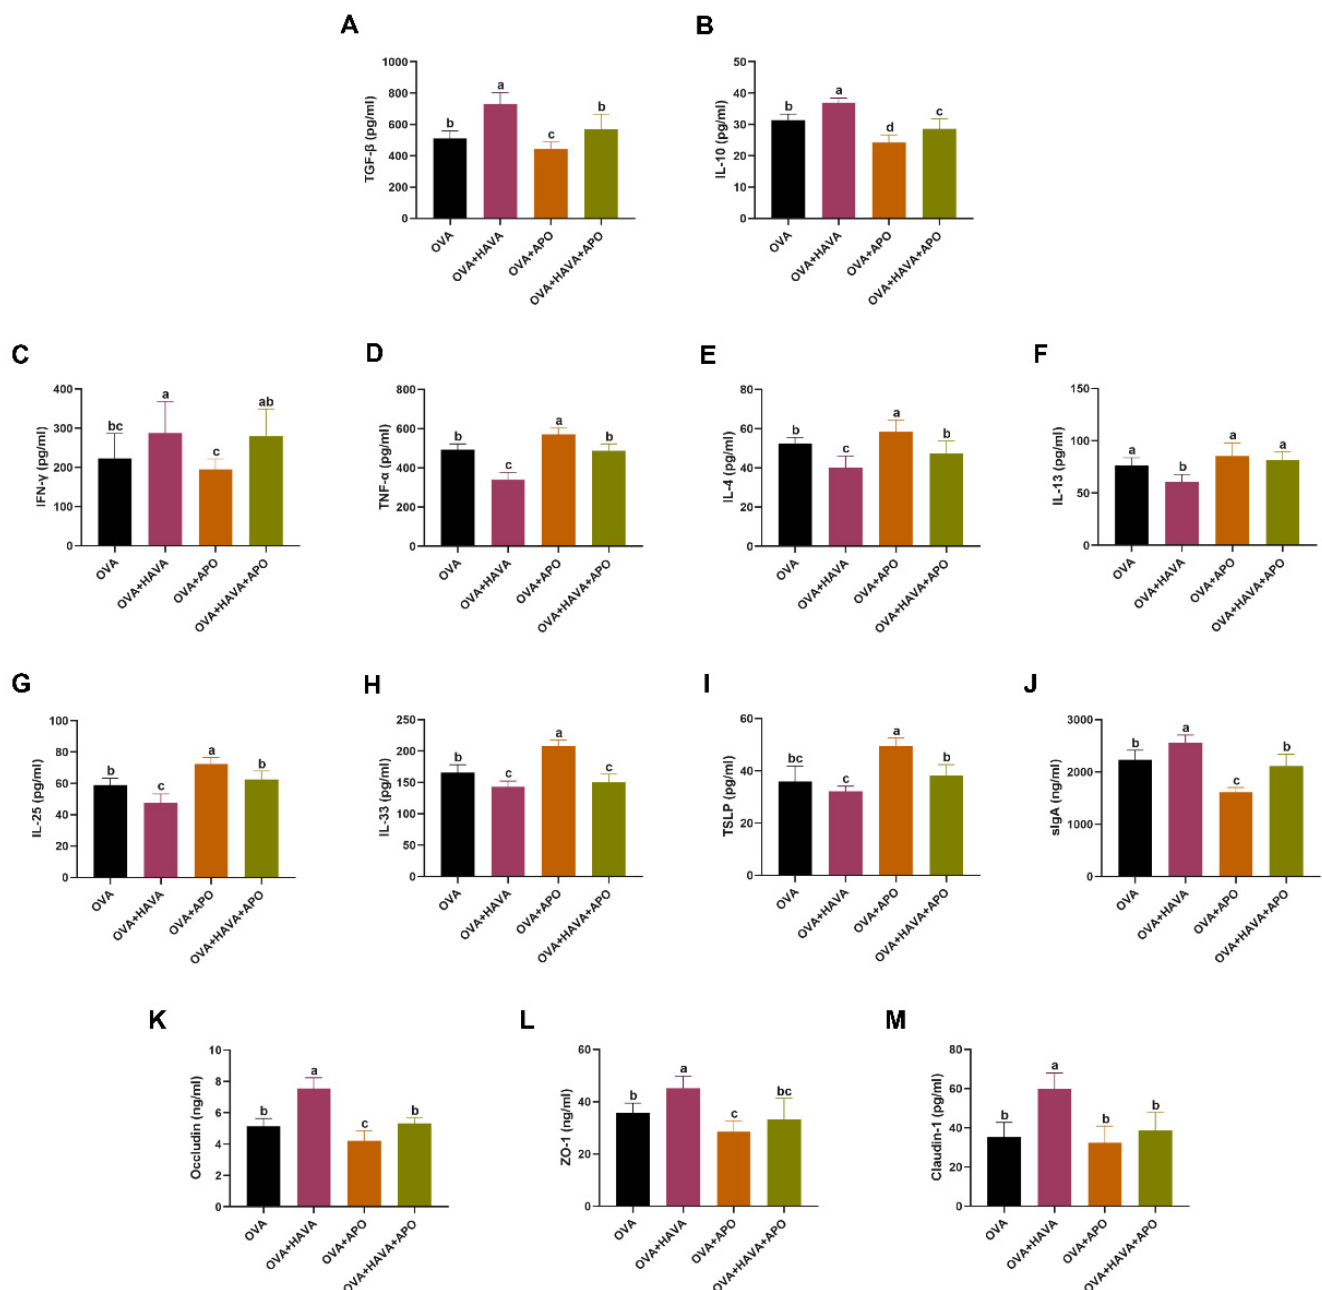 A
TGF-β (pg/ml)
1000
800
600
400
200
0
b
a
c
b
OVA
OVA+HAVA
OVA+APO
OVA+HAVA+APO
B
IL-10 (pg/ml)
50
40
30
20
10
0
b
a
d
c
OVA
OVA+HAVA
OVA+APO
OVA+HAVA+APO
C
IFN-γ (pg/ml)
400
300
200
100
0
bc
a
c
ab
OVA
OVA+HAVA
OVA+APO
OVA+HAVA+APO
D
TNF-α (pg/ml)
800
600
400
200
0
b
c
a
b
OVA
OVA+HAVA
OVA+APO
OVA+HAVA+APO
E
IL-4 (pg/ml)
80
60
40
20
0
b
c
a
b
OVA
OVA+HAVA
OVA+APO
OVA+HAVA+APO
F
IL-13 (pg/ml)
150
100
50
0
a
b
a
a
OVA
OVA+HAVA
OVA+APO
OVA+HAVA+APO
G
IL-25 (pg/ml)
100
80
60
40
20
0
b
c
a
b
OVA
OVA+HAVA
OVA+APO
OVA+HAVA+APO
H
IL-33 (pg/ml)
250
200
150
100
50
0
b
c
a
c
OVA
OVA+HAVA
OVA+APO
OVA+HAVA+APO
I
TSLP (pg/ml)
60
40
20
0
bc
c
a
b
OVA
OVA+HAVA
OVA+APO
OVA+HAVA+APO
J
sIgA (ng/ml)
3000
2000
1000
0
b
a
c
b
OVA
OVA+HAVA
OVA+APO
OVA+HAVA+APO
K
Occludin (ng/ml)
10
8
6
4
2
0
b
a
c
b
OVA
OVA+HAVA
OVA+APO
OVA+HAVA+APO
L
ZO-1 (ng/ml)
60
40
20
0
b
a
c
bc
OVA
OVA+HAVA
OVA+APO
OVA+HAVA+APO
M
Claudin-1 (pg/ml)
80
60
40
20
0
b
a
b
b
OVA
OVA+HAVA
OVA+APO
OVA+HAVA+APO